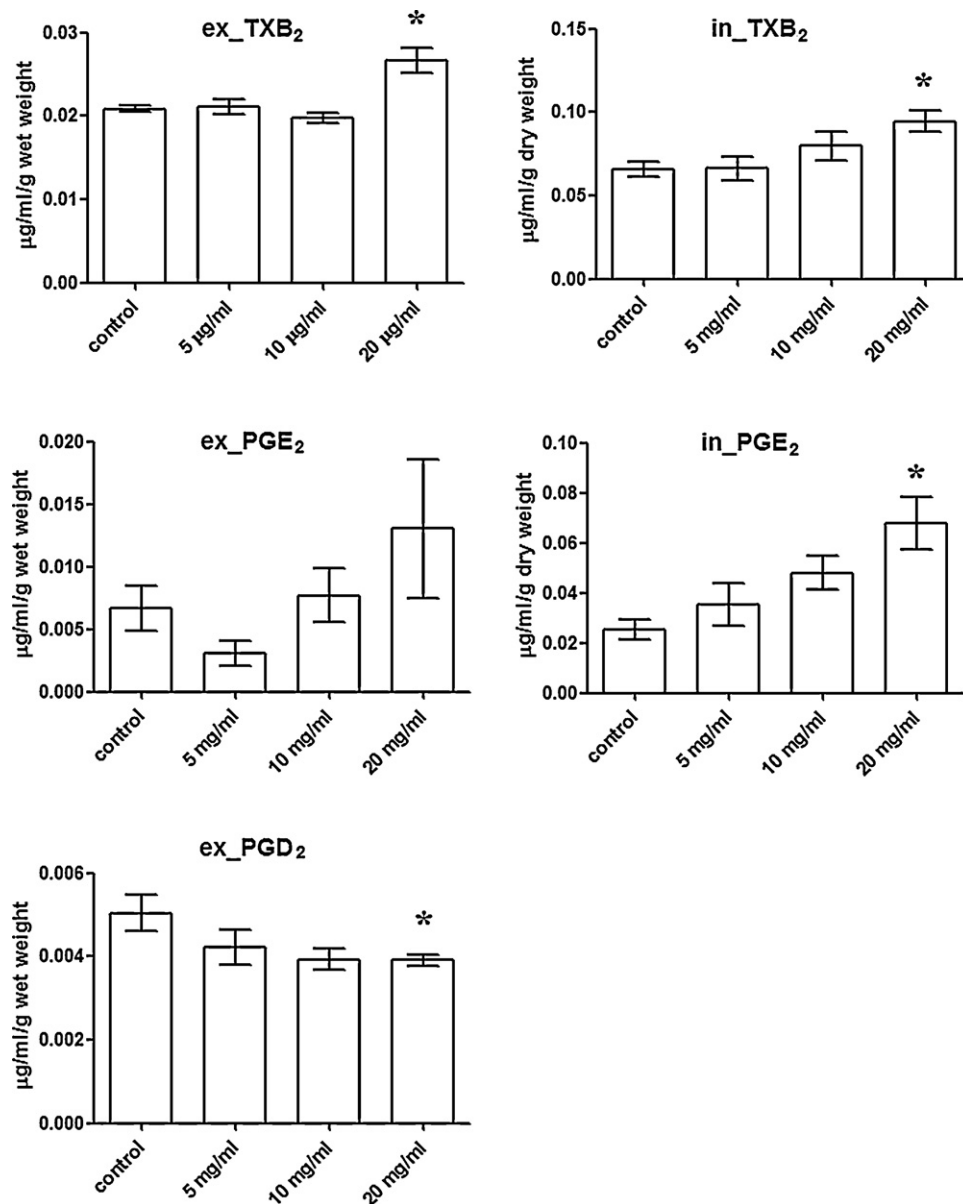 ex_TXB₂
*
µg/ml/g wet weight
0.03
0.02
0.01
0.00
control
5 µg/ml
10 µg/ml
20 µg/ml
in_TXB₂
*
µg/ml/g dry weight
0.15
0.10
0.05
0.00
control
5 mg/ml
10 mg/ml
20 mg/ml
ex_PGE₂
µg/ml/g wet weight
0.020
0.015
0.010
0.005
0.000
control
5 mg/ml
10 mg/ml
20 mg/ml
in_PGE₂
*
µg/ml/g dry weight
0.10
0.08
0.06
0.04
0.02
0.00
control
5 mg/ml
10 mg/ml
20 mg/ml
ex_PGD₂
*
µg/ml/g wet weight
0.006
0.004
0.002
0.000
control
5 mg/ml
10 mg/ml
20 mg/ml